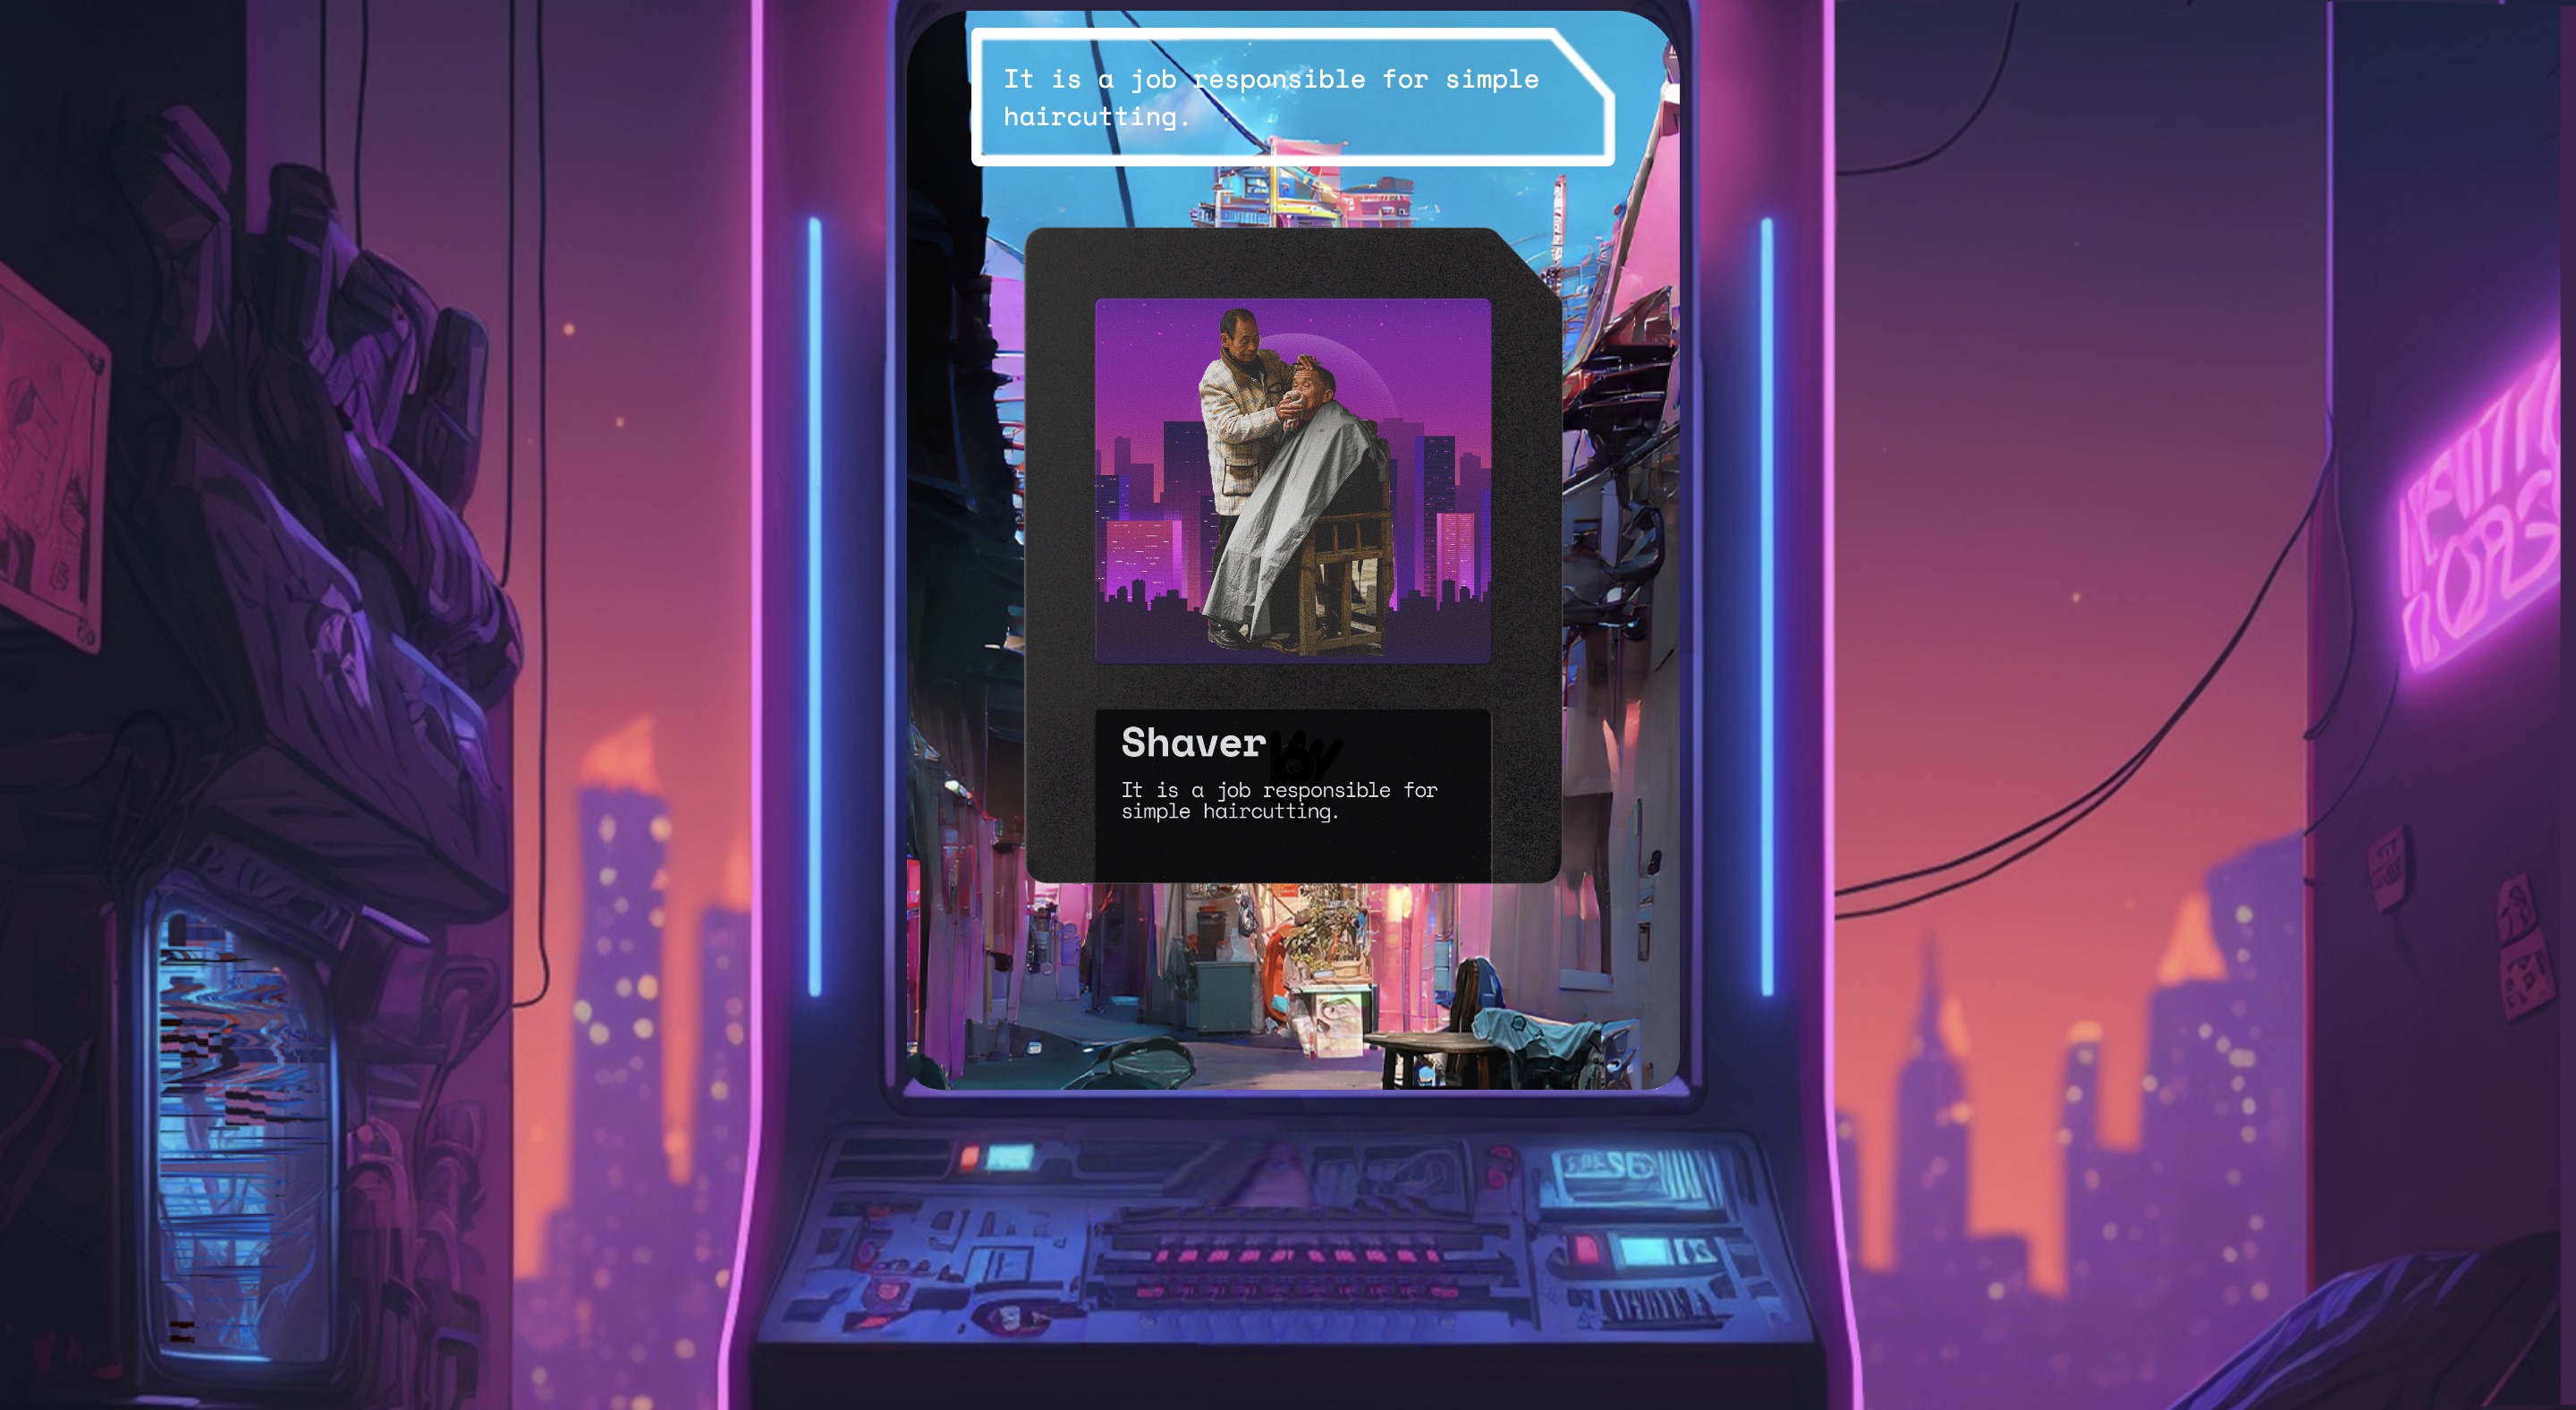 It is a job responsible for simple
haircutting.
Shaver
It is a job responsible for
simple haircutting.